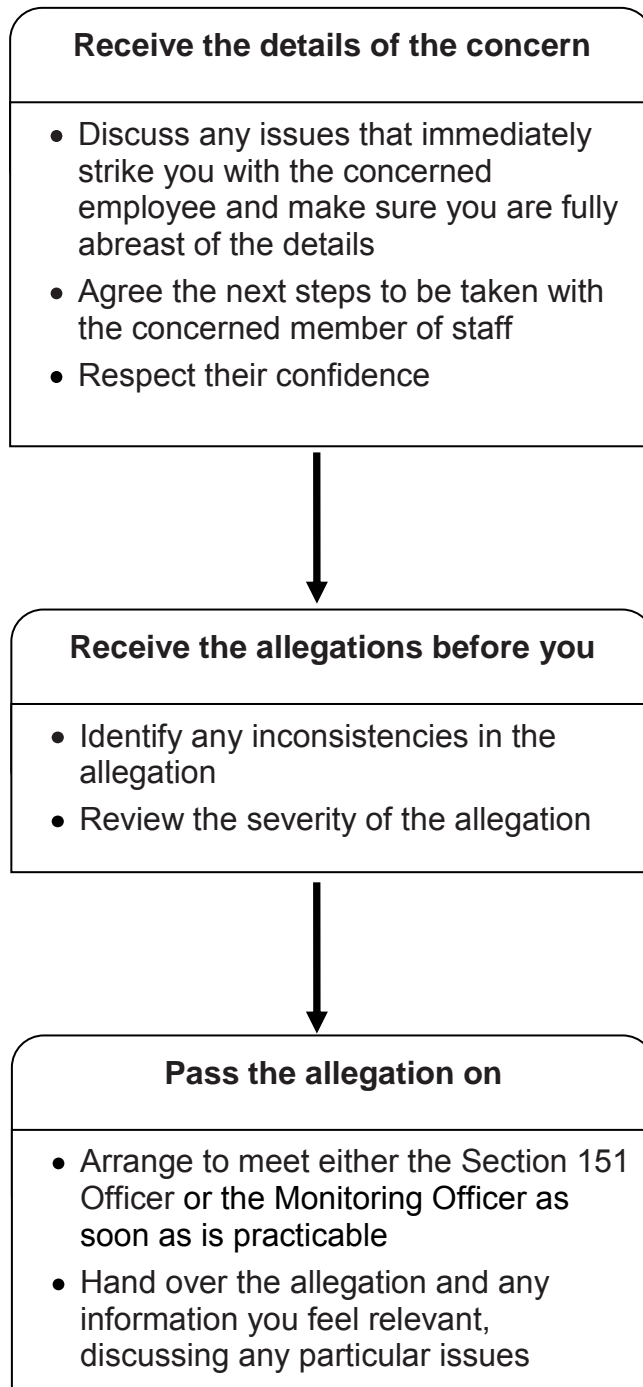 Receive the details of the concern
• Discuss any issues that immediately
strike you with the concerned
employee and make sure you are fully
abreast of the details
• Agree the next steps to be taken with
the concerned member of staff
• Respect their confidence
Receive the allegations before you
• Identify any inconsistencies in the
allegation
• Review the severity of the allegation
Pass the allegation on
• Arrange to meet either the Section 151
Officer or the Monitoring Officer as
soon as is practicable
• Hand over the allegation and any
information you feel relevant,
discussing any particular issues